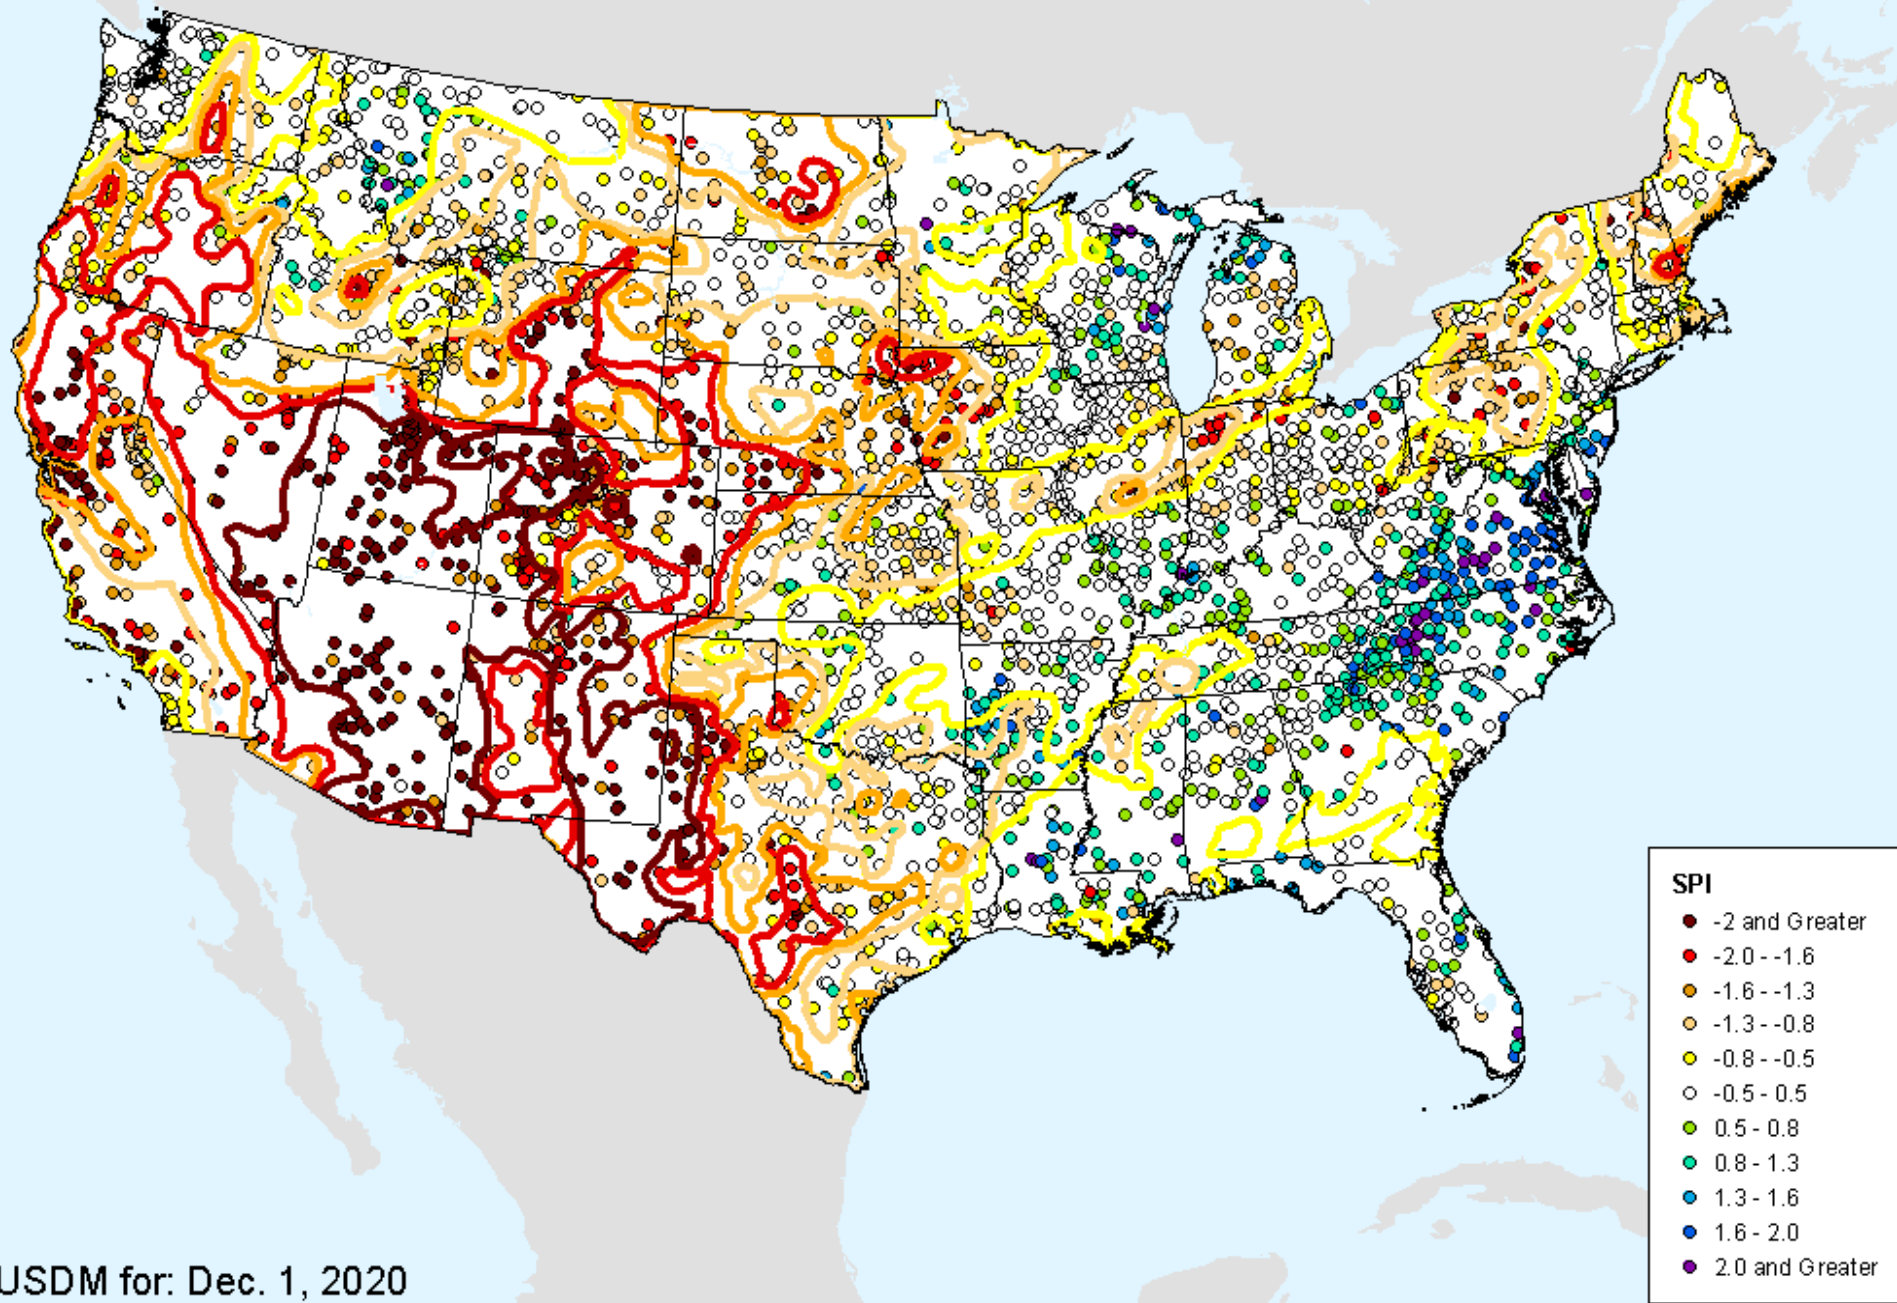 SPI
-2 and Greater
-2.0 - -1.6
-1.6 - -1.3
-1.3 - -0.8
-0.8 - -0.5
-0.5 - 0.5
0.5 - 0.8
0.8 - 1.3
1.3 - 1.6
1.6 - 2.0
2.0 and Greater
USDM for: Dec. 1, 2020